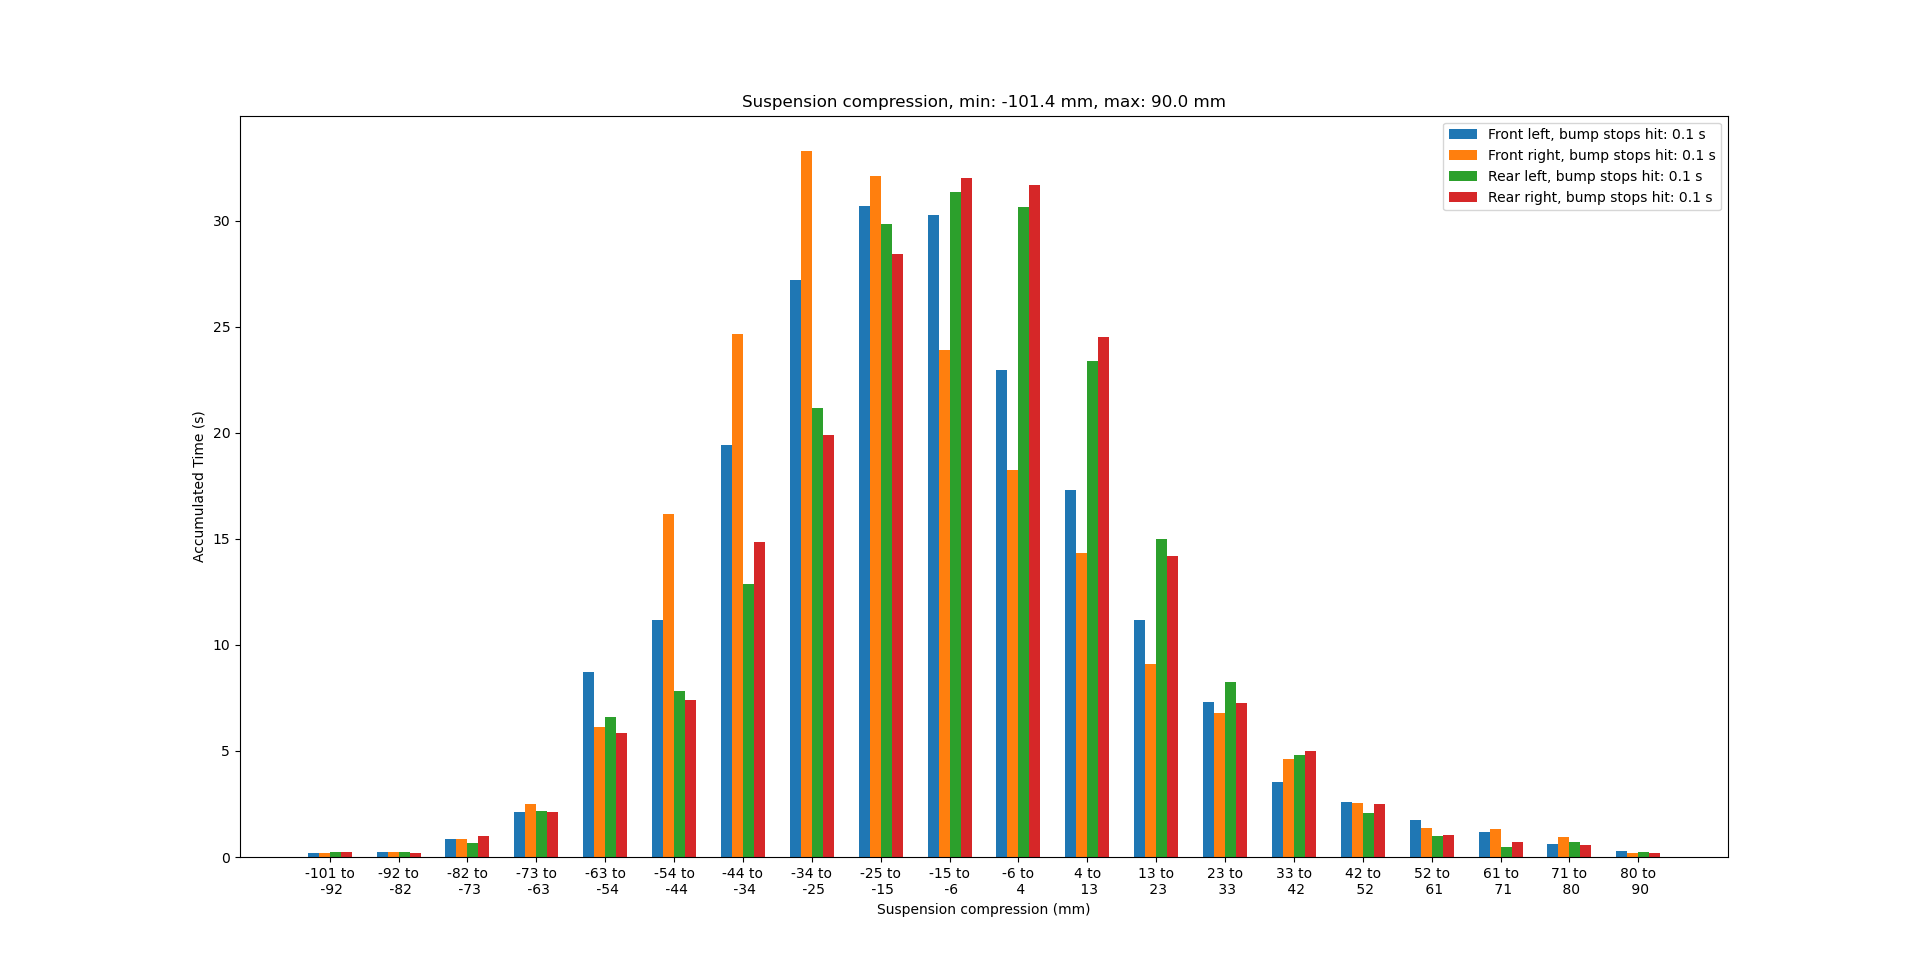 Suspension compression, min: -101.4 mm, max: 90.0 mm
Front left, bump stops hit: 0.1 s
Front right, bump stops hit: 0.1 s
Rear left, bump stops hit: 0.1 s
Rear right, bump stops hit: 0.1 s
Accumulated Time (s)
30
25
20
15
10
5
0
-101 to -92 to -82 to -73 to -63 to -54 to -44 to -34 to -25 to -15 to -6 to 4 to 13 to 23 to 33 to 42 to 52 to 61 to 71 to 80 to
-92 -82 -73 -63 -54 -44 -34 -25 -15 -6 4 13 23 33 42 52 61 71 80 90
Suspension compression (mm)